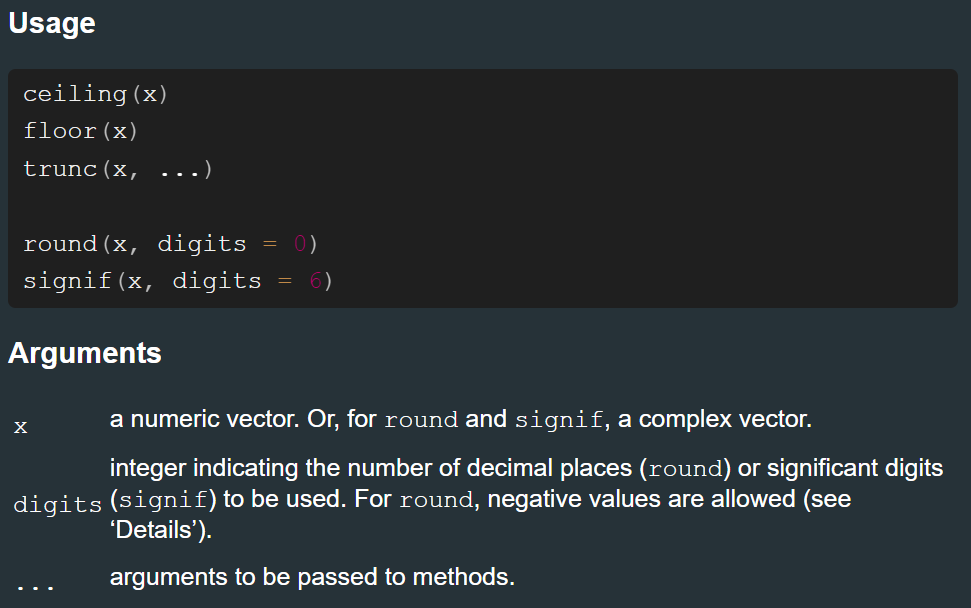 Usage
ceiling(x)
floor(x)
trunc(x, ...)
round(x, digits = 0)
signif(x, digits = 6)
Arguments
x a numeric vector. Or, for round and signif, a complex vector.
integer indicating the number of decimal places (round) or significant digits
digits (signif) to be used. For round, negative values are allowed (see
‘Details’).
... arguments to be passed to methods.